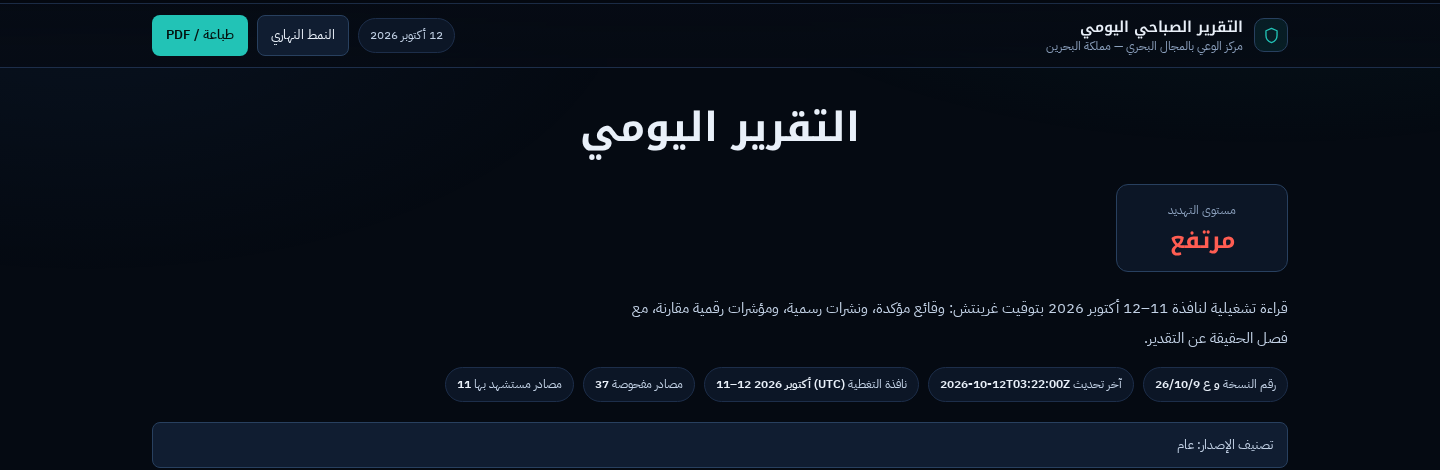 التقرير الصباحي اليومي
مركز الوعي بالمجال البحري — مملكة البحرين
12 أكتوبر 2026
النمط النهاري
طباعة / PDF
التقرير اليومي
مستوى التهديد
مرتفع
قراءة تشغيلية لنافذة 11–12 أكتوبر 2026 بتوقيت غرينتش: وقائع مؤكدة، ونشرات رسمية، ومؤشرات رقمية مقارنة، مع
فصل الحقيقة عن التقدير.
رقم النسخة و ع 26/10/9
آخر تحديث 2026-10-12T03:22:00Z
نافذة التغطية 11–12 أكتوبر 2026 (UTC)
مصادر مفحوصة 37
مصادر مستشهد بها 11
تصنيف الإصدار: عام